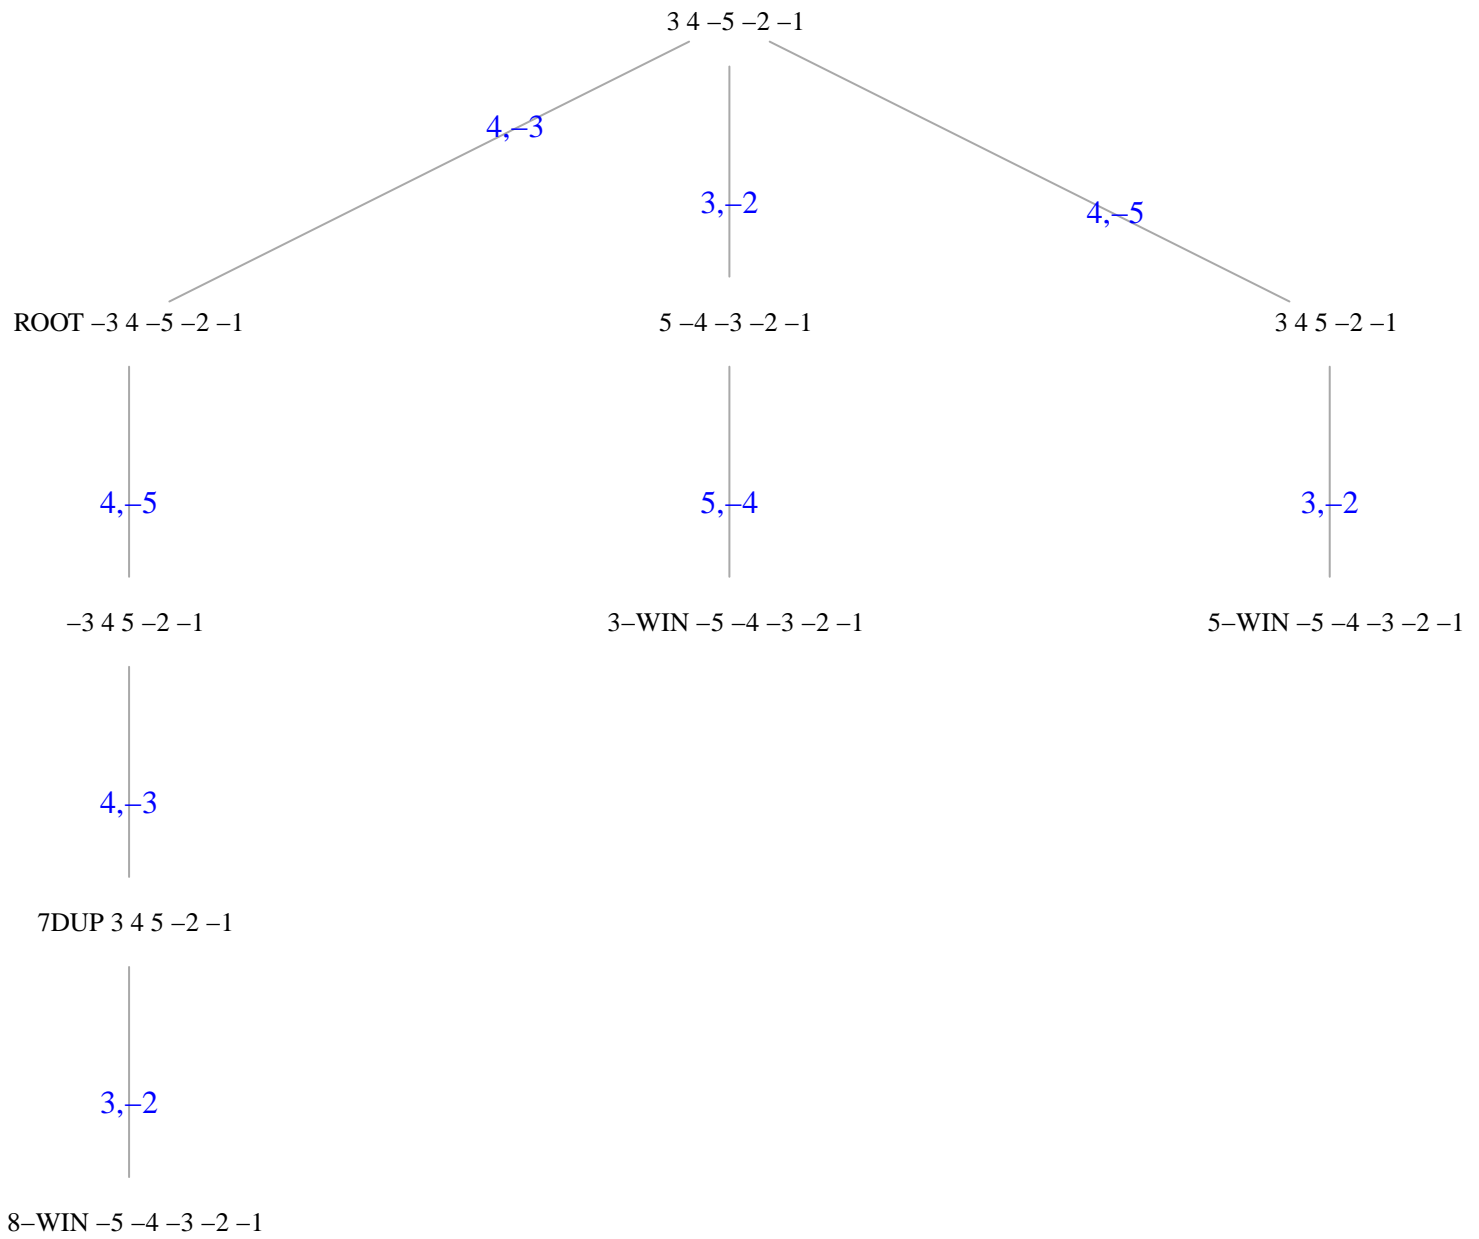 3 4 –5 –2 –1
4,–3
3,–2
4,–5
ROOT –3 4 –5 –2 –1
5 –4 –3 –2 –1
3 4 5 –2 –1
4,–5
5,–4
3,–2
–3 4 5 –2 –1
3–WIN –5 –4 –3 –2 –1
5–WIN –5 –4 –3 –2 –1
4,–3
7DUP 3 4 5 –2 –1
3,–2
8–WIN –5 –4 –3 –2 –1